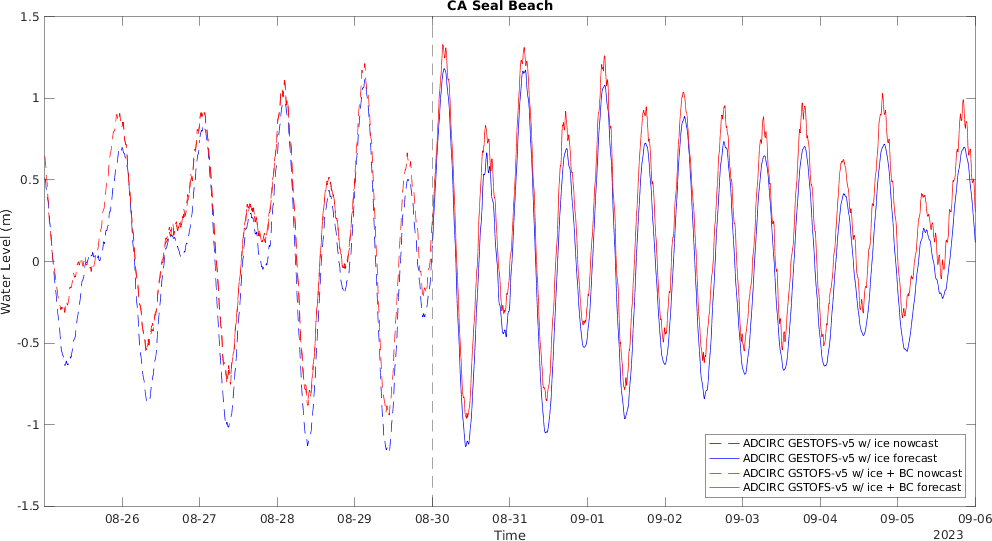 CA Seal Beach
1.5
1
0.5
0
-0.5
-1
-1.5
Water Level (m)
08-26 08-27 08-28 08-29 08-30 08-31 09-01 09-02 09-03 09-04 09-05 09-06
Time
2023
ADCIRC GESTOFS-v5 w/ ice nowcast
ADCIRC GESTOFS-v5 w/ ice forecast
ADCIRC GSTOFS-v5 w/ ice + BC nowcast
ADCIRC GSTOFS-v5 w/ ice + BC forecast